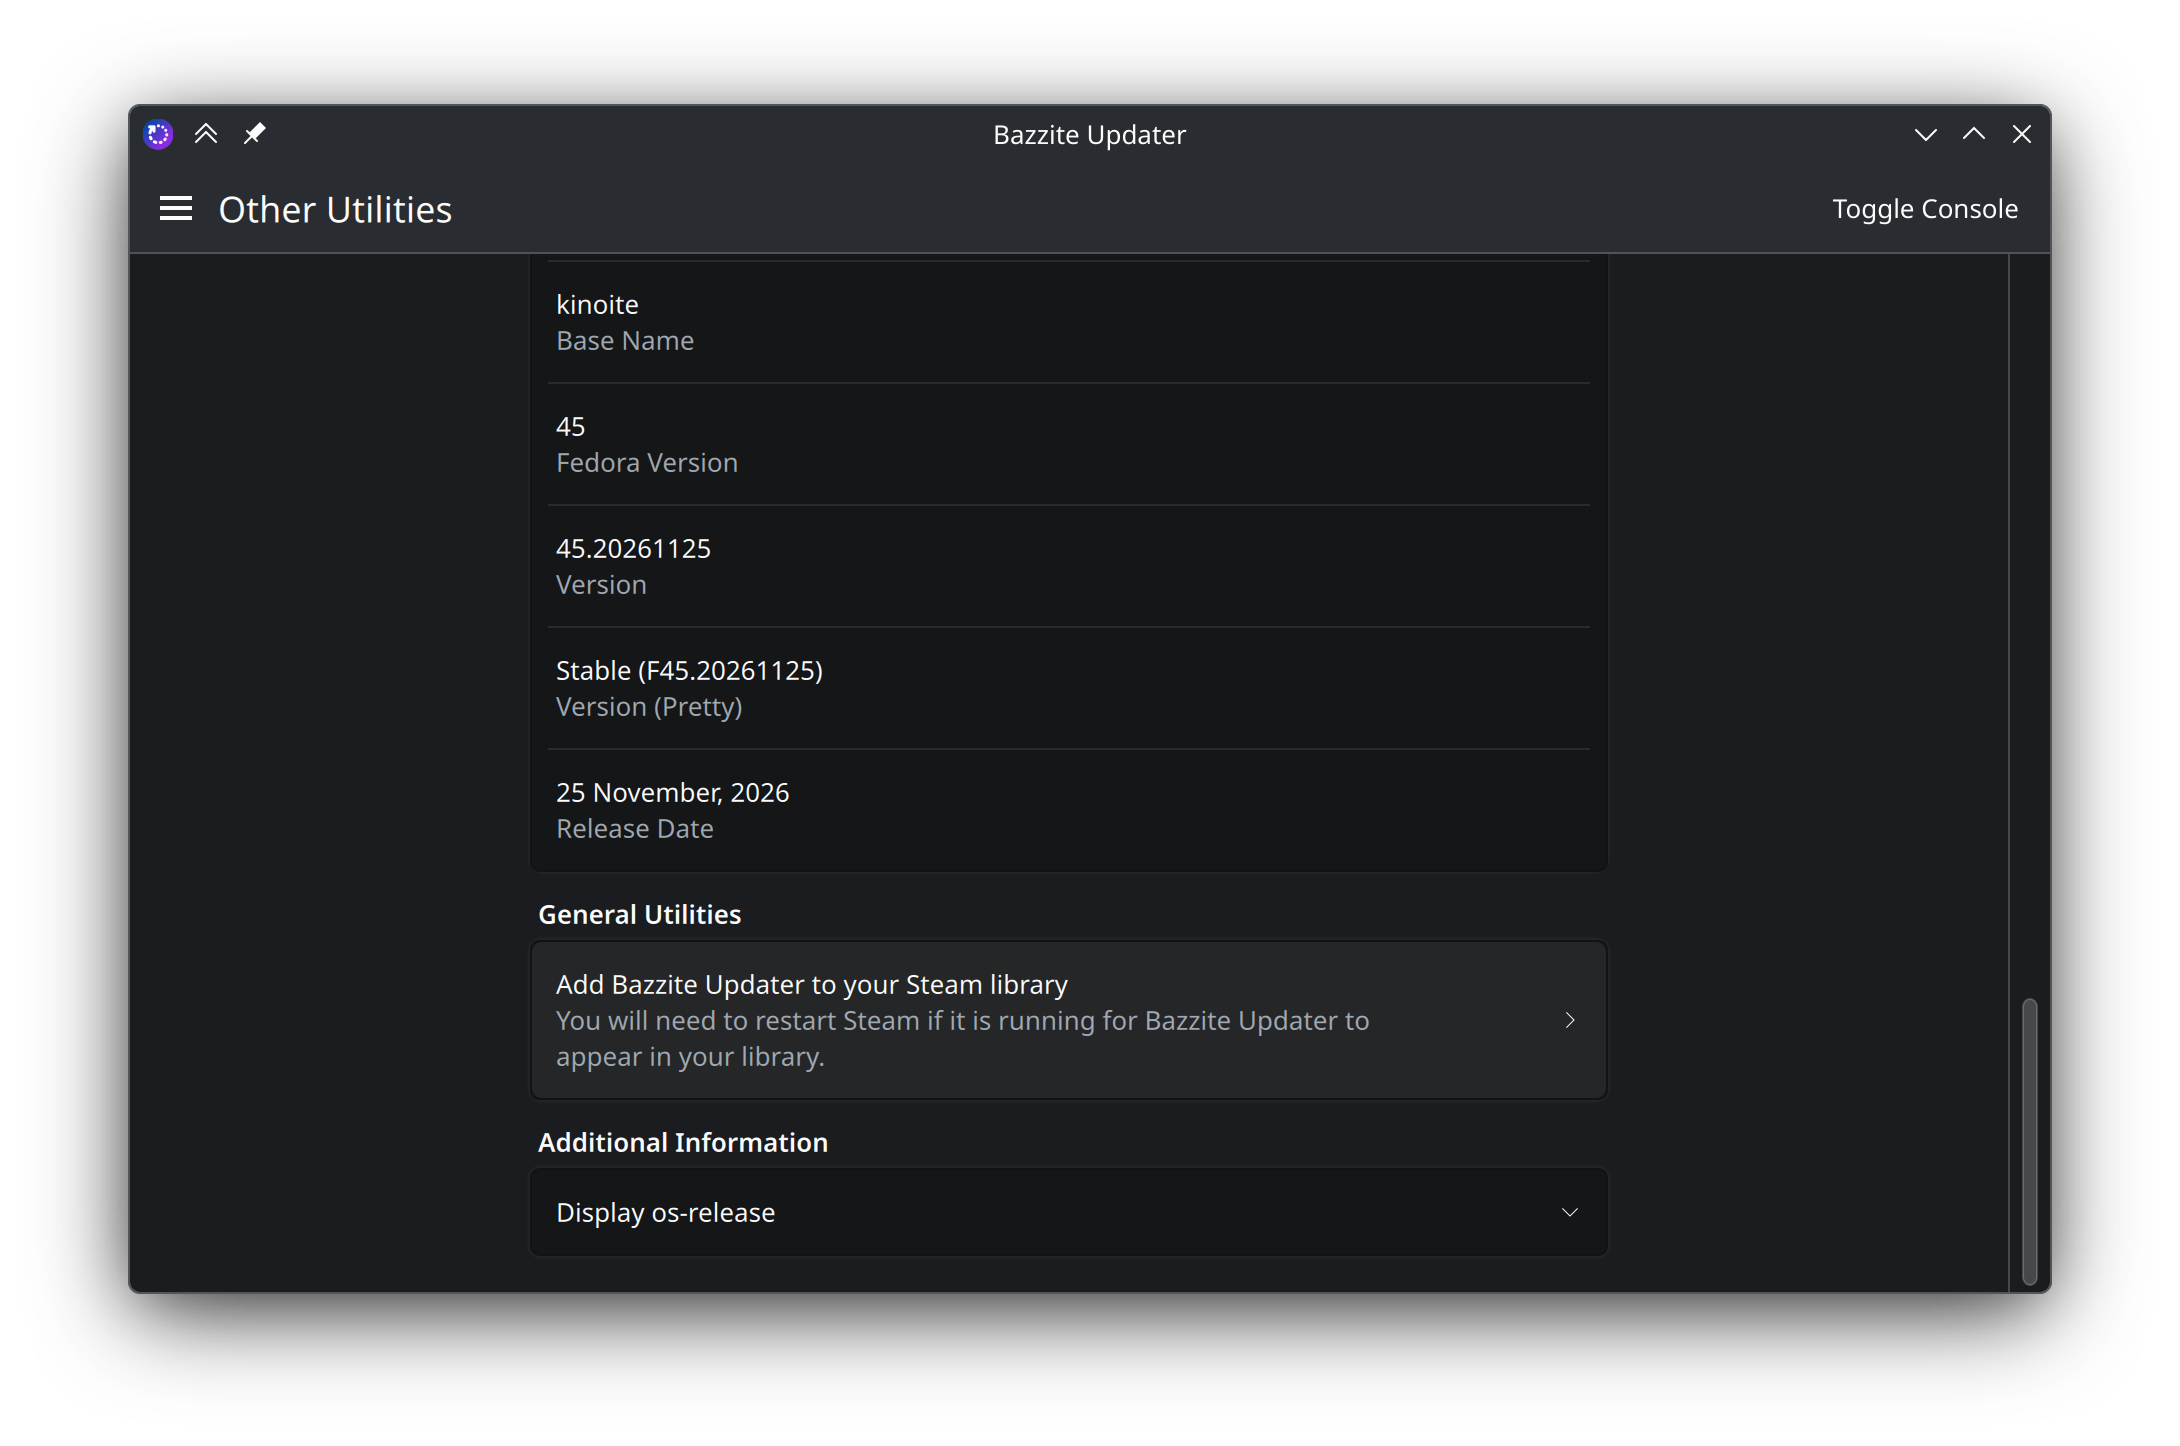 Bazzite Updater
Other Utilities
Toggle Console
kinoite
Base Name
45
Fedora Version
45.20261125
Version
Stable (F45.20261125)
Version (Pretty)
25 November, 2026
Release Date
General Utilities
Add Bazzite Updater to your Steam library
You will need to restart Steam if it is running for Bazzite Updater to
appear in your library.
Additional Information
Display os-release